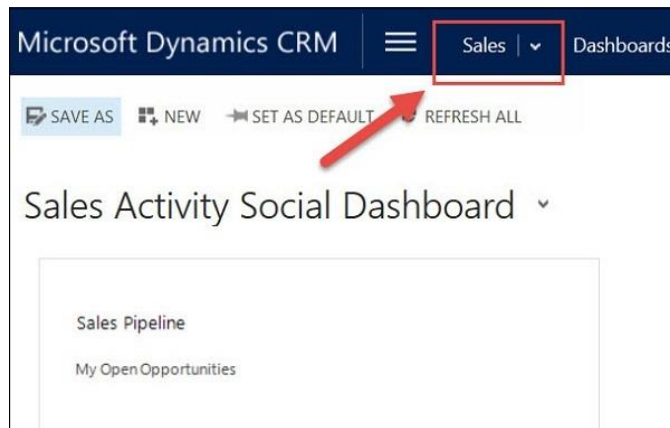 Microsoft Dynamics CRM Sales Dashboards
SAVE AS NEW SET AS DEFAULT REFRESH ALL
Sales Activity Social Dashboard
Sales Pipeline
My Open Opportunities